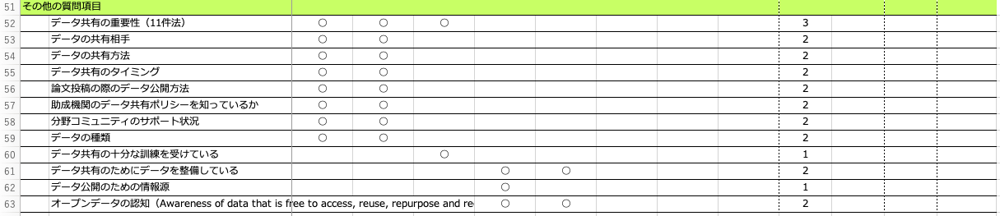 51 その他の質問項目
52 データ共有の重要性（11件法） ○ ○ ○ 3
53 データの共有相手 ○ ○ 2
54 データの共有方法 ○ ○ 2
55 データ共有のタイミング ○ ○ 2
56 論文投稿の際のデータ公開方法 ○ ○ 2
57 助成機関のデータ共有ポリシーを知っているか ○ ○ 2
58 分野コミュニティのサポート状況 ○ ○ 2
59 データの種類 ○ ○ 2
60 データ共有の十分な訓練を受けている ○ 1
61 データ共有のためにデータを整備している ○ ○ 2
62 データ公開のための情報源 ○ 1
63 オープンデータの認知（Awareness of data that is free to access, reuse, repurpose and re ○ ○ 2